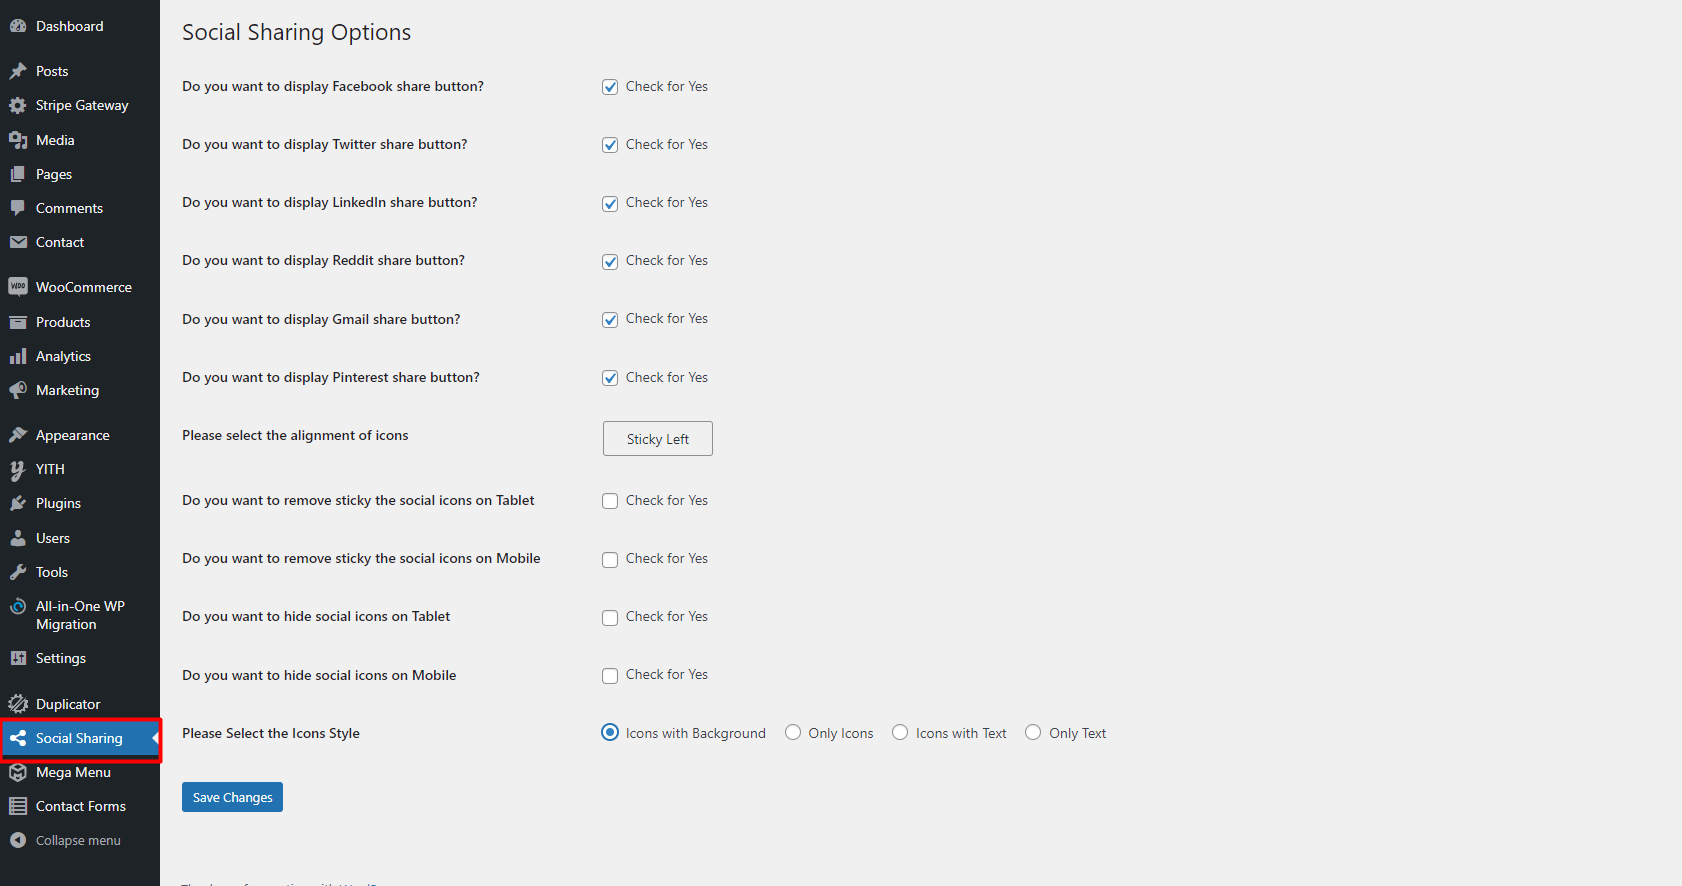 Dashboard
Posts
Stripe Gateway
Media
Pages
Comments
Contact
WOO
WooCommerce
Products
Analytics
Marketing
Appearance
YITH
Plugins
Users
Tools
All-in-One WP
Migration
Settings
Duplicator
Social Sharing
Mega Menu
Contact Forms
Collapse menu
Social Sharing Options
Do you want to display Facebook share button? Check for Yes
Do you want to display Twitter share button? Check for Yes
Do you want to display LinkedIn share button? Check for Yes
Do you want to display Reddit share button? Check for Yes
Do you want to display Gmail share button? Check for Yes
Do you want to display Pinterest share button? Check for Yes
Please select the alignment of icons Sticky Left
Do you want to remove sticky the social icons on Tablet Check for Yes
Do you want to remove sticky the social icons on Mobile Check for Yes
Do you want to hide social icons on Tablet Check for Yes
Do you want to hide social icons on Mobile Check for Yes
Please Select the Icons Style Icons with Background Only Icons Icons with Text Only Text
Save Changes